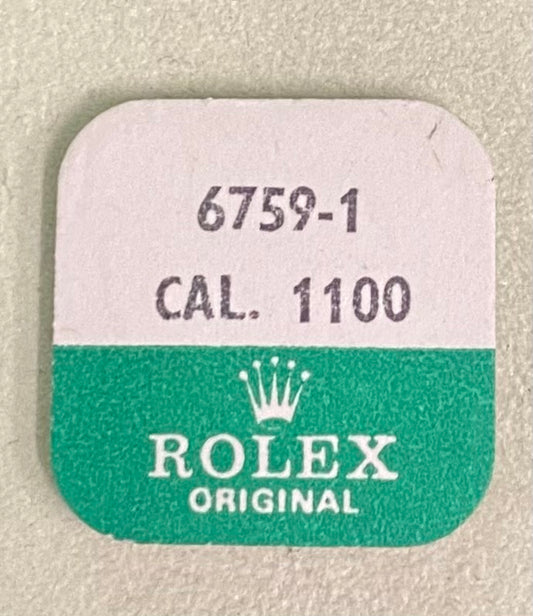 6759-1
CAL. 1100
ROLEX
ORIGINAL